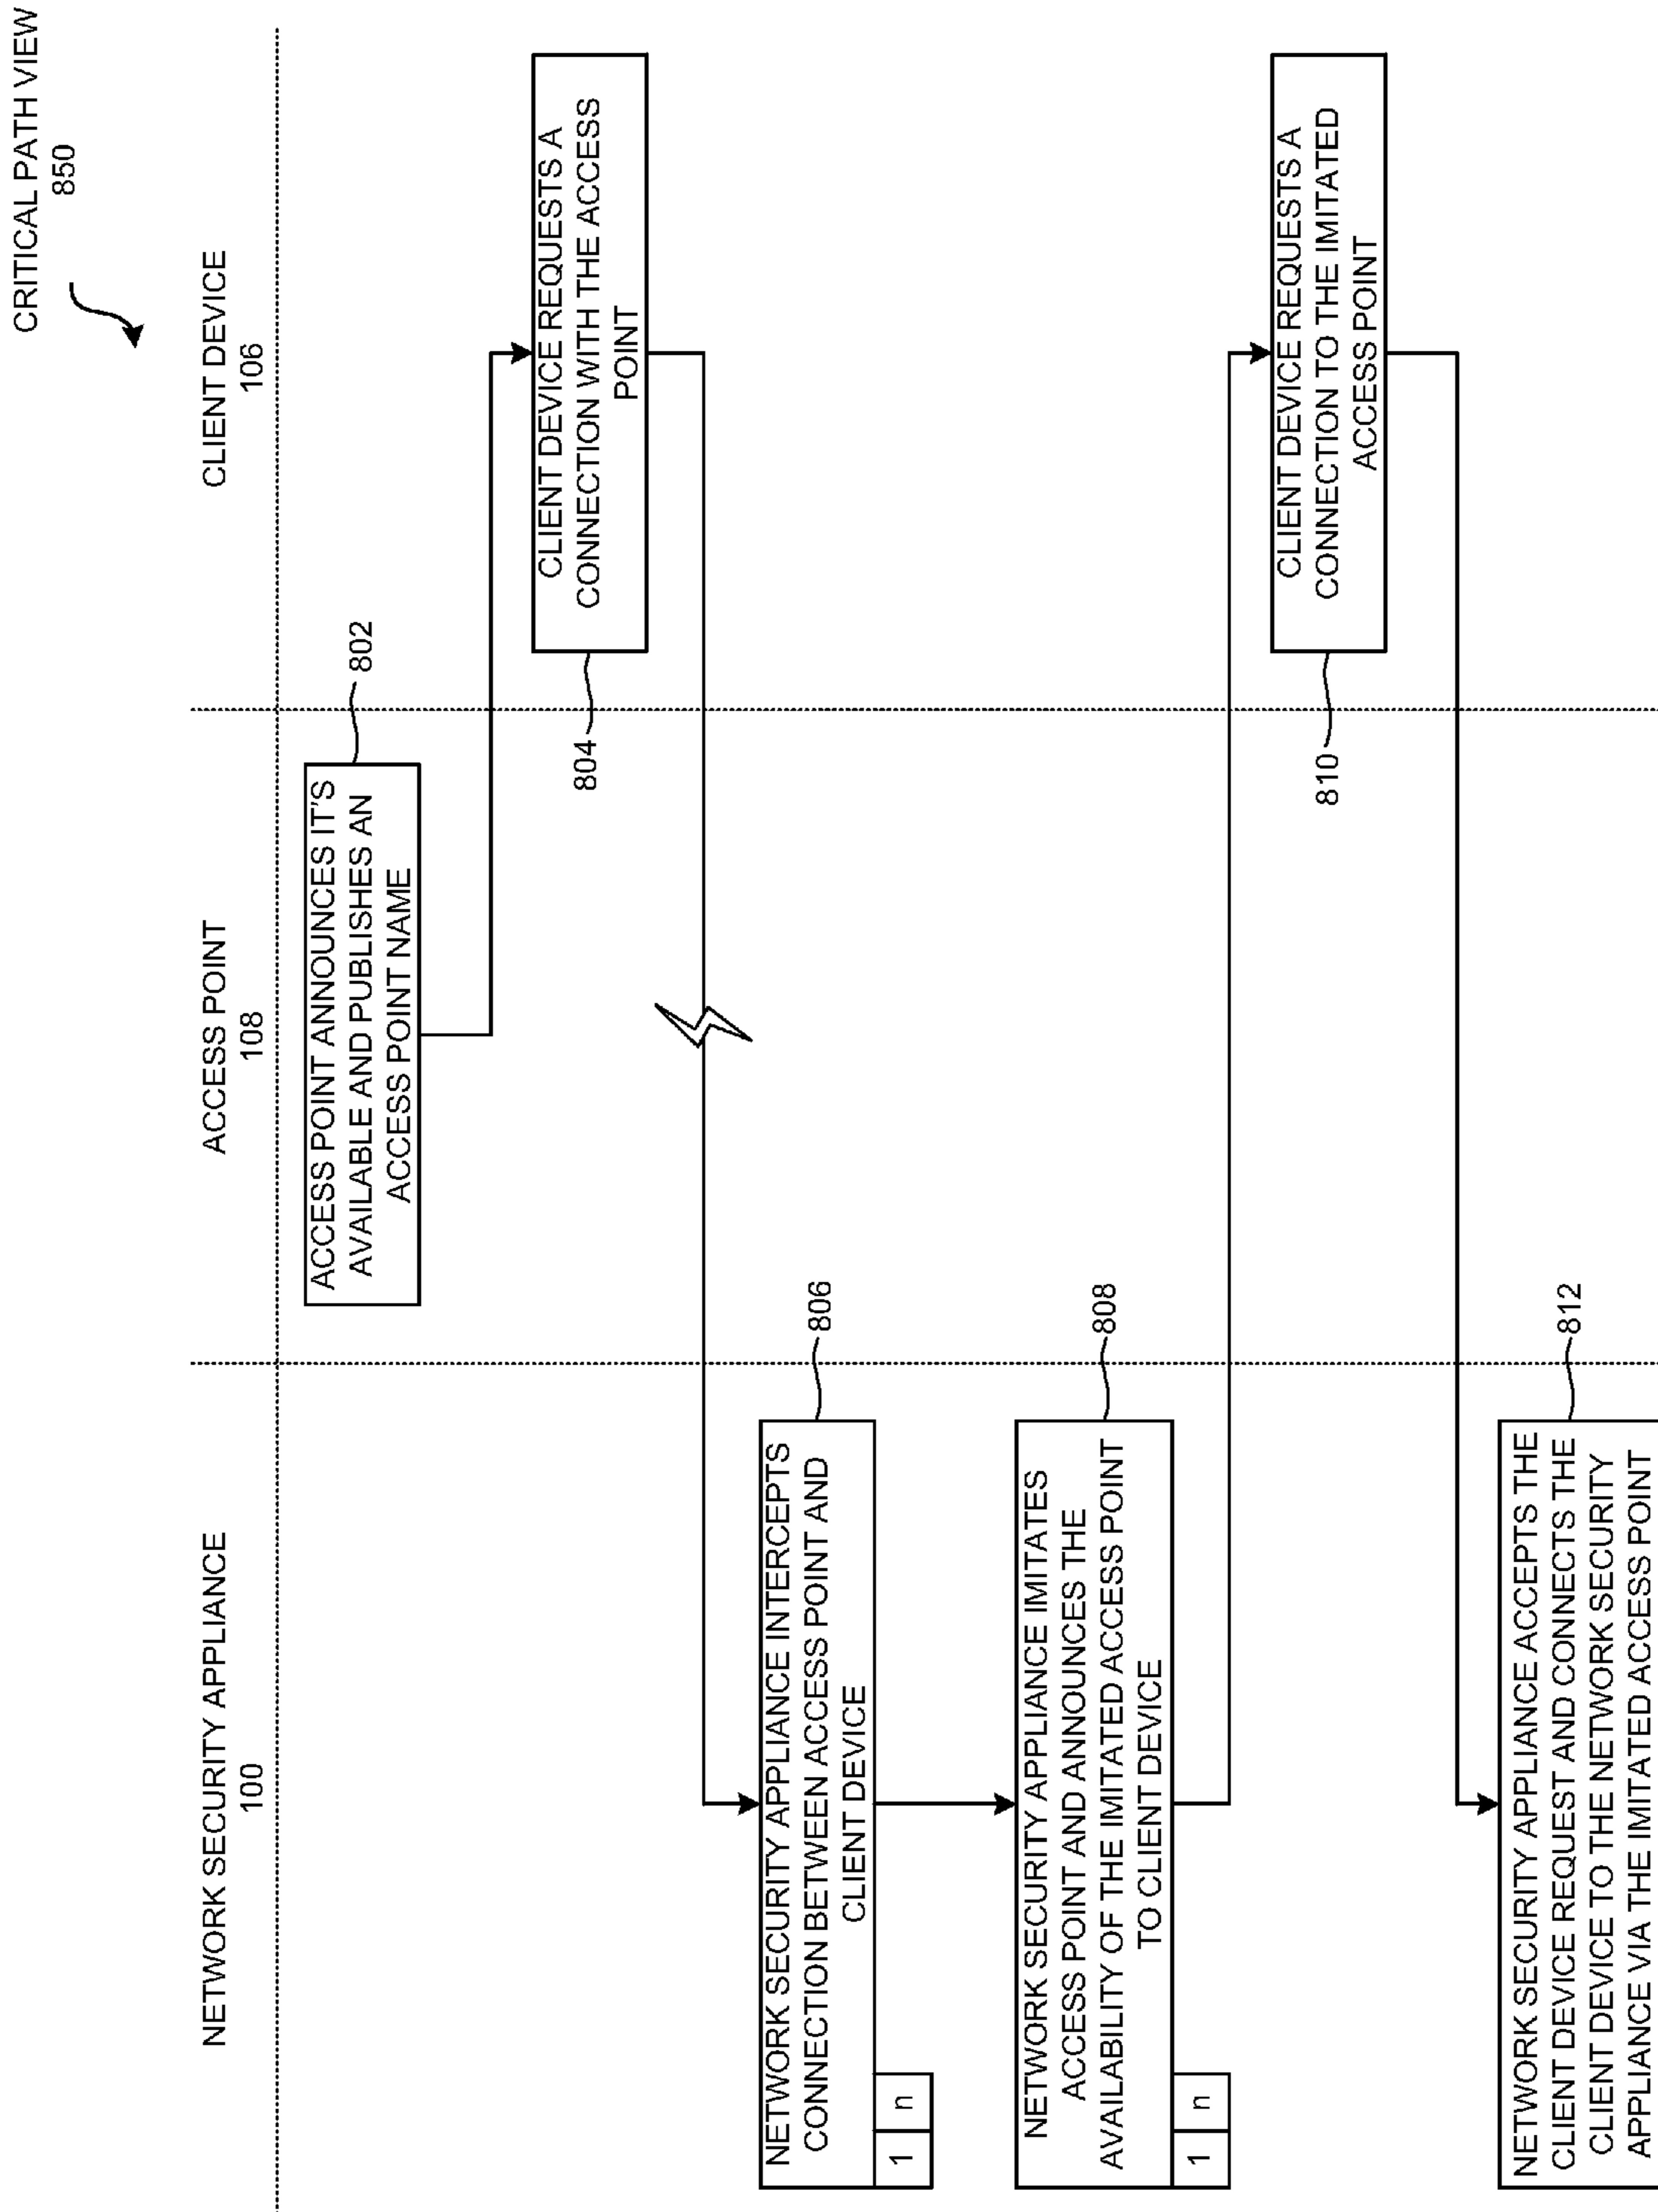 CRITICAL PATH VIEW
850
NETWORK SECURITY APPLIANCE
100
ACCESS POINT
108
CLIENT DEVICE
106
ACCESS POINT ANNOUNCES IT'S
AVAILABLE AND PUBLISHES AN
ACCESS POINT NAME
802
CLIENT DEVICE REQUESTS A
CONNECTION WITH THE ACCESS
POINT
804
NETWORK SECURITY APPLIANCE INTERCEPTS
CONNECTION BETWEEN ACCESS POINT AND
CLIENT DEVICE
1 n
806
NETWORK SECURITY APPLIANCE IMITATES
ACCESS POINT AND ANNOUNCES THE
AVAILABILITY OF THE IMITATED ACCESS POINT
TO CLIENT DEVICE
1 n
808
CLIENT DEVICE REQUESTS A
CONNECTION TO THE IMITATED
ACCESS POINT
810
NETWORK SECURITY APPLIANCE ACCEPTS THE
CLIENT DEVICE REQUEST AND CONNECTS THE
CLIENT DEVICE TO THE NETWORK SECURITY
APPLIANCE VIA THE IMITATED ACCESS POINT
812